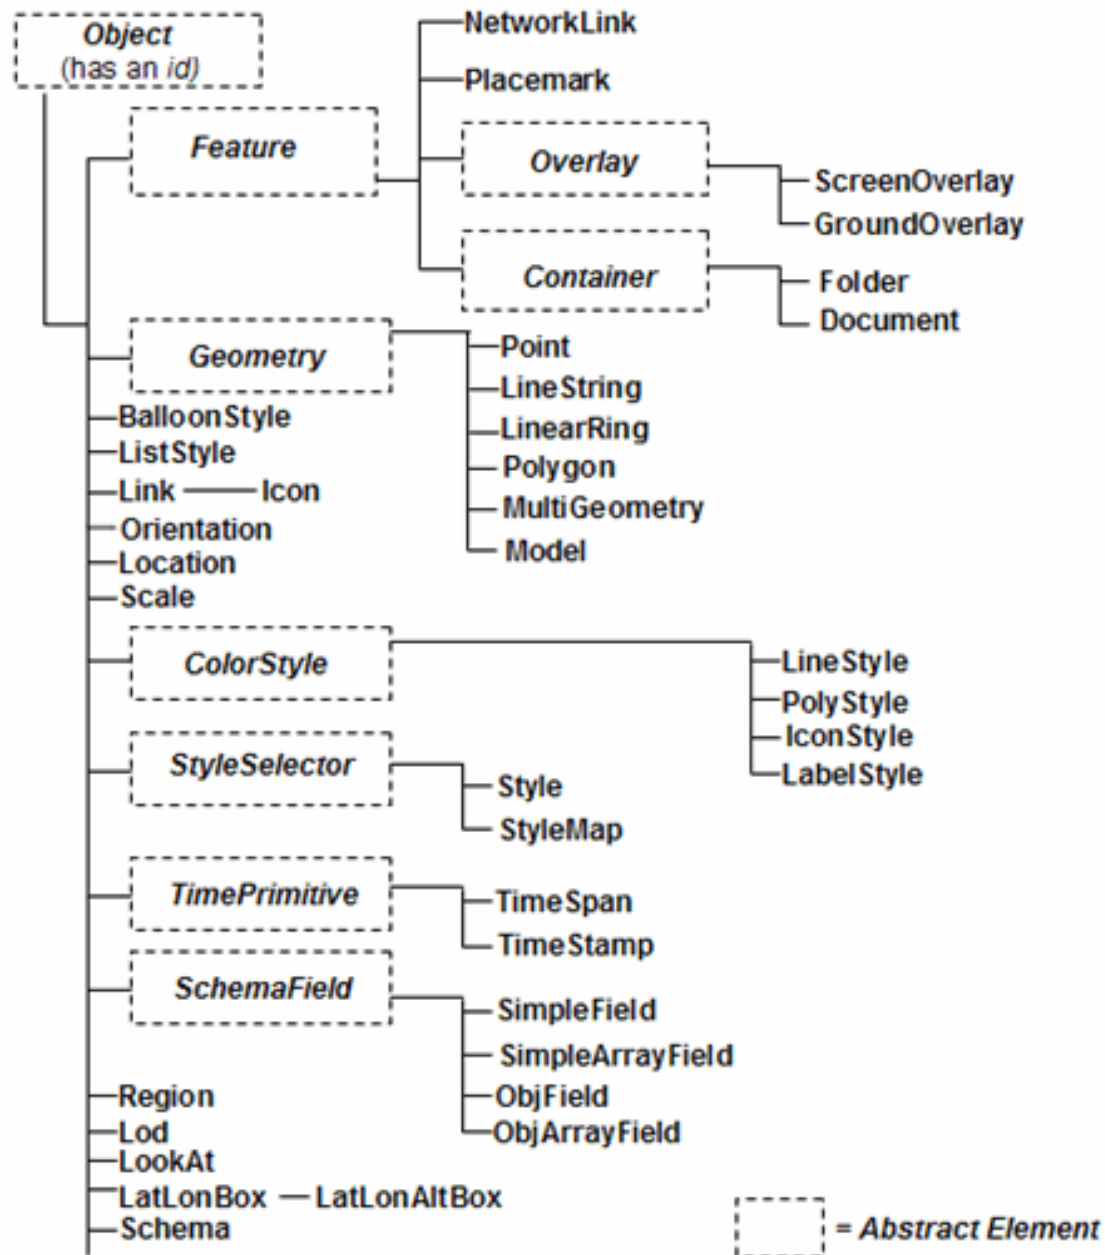 Object
(has an id)
Feature
NetworkLink
Placemark
Overlay
ScreenOverlay
GroundOverlay
Container
Folder
Document
Geometry
Point
LineString
LinearRing
Polygon
MultiGeometry
Model
BalloonStyle
ListStyle
Link
Icon
Orientation
Location
Scale
ColorStyle
LineStyle
PolyStyle
IconStyle
LabelStyle
StyleSelector
Style
StyleMap
TimePrimitive
TimeSpan
TimeStamp
SchemaField
SimpleField
SimpleArrayField
ObjField
ObjArrayField
Region
Lod
LookAt
LatLonBox
LatLonAltBox
Schema
= Abstract Element